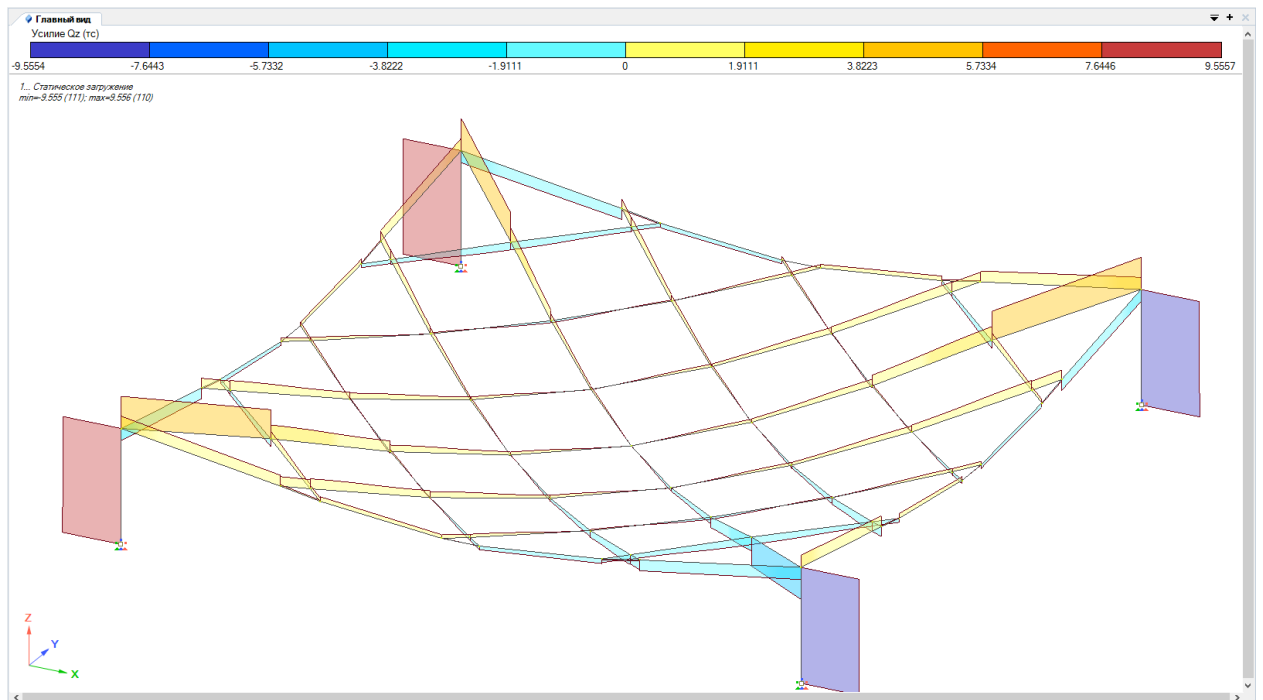 Главный вид
Усилие Qz (тс)
-9.5554 -7.6443 -5.7332 -3.8222 -1.9111 0 1.9111 3.8223 5.7334 7.6446 9.5557
1... Статическое загружение
min=-9.555 (111); max=9.556 (110)
Z
Y
X